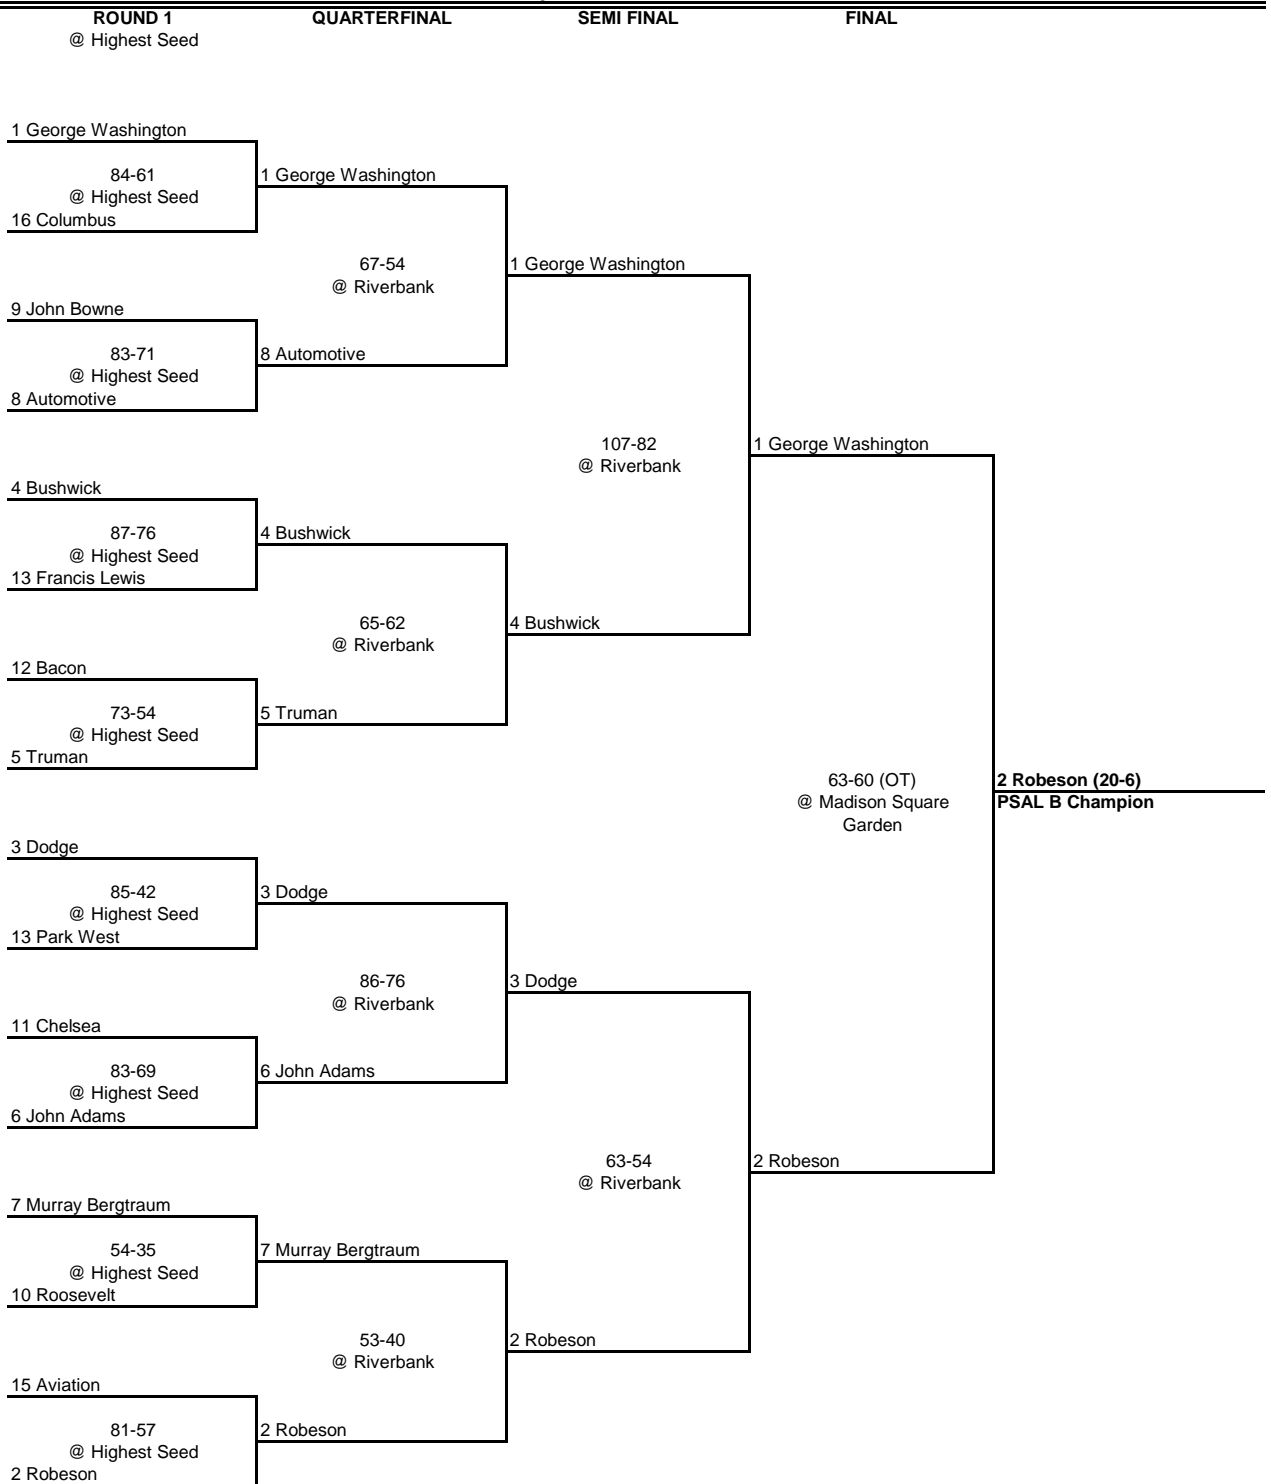 ROUND 1 QUARTERFINAL SEMI FINAL FINAL
@ Highest Seed
1 George Washington
84-61 1 George Washington
@ Highest Seed
16 Columbus
67-54 1 George Washington
@ Riverbank
9 John Bowne
83-71 8 Automotive
@ Highest Seed
8 Automotive
107-82 1 George Washington
@ Riverbank
4 Bushwick
87-76 4 Bushwick
@ Highest Seed
13 Francis Lewis
65-62 4 Bushwick
@ Riverbank
12 Bacon
73-54 5 Truman
@ Highest Seed
5 Truman
63-60 (OT) 2 Robeson (20-6)
@ Madison Square PSAL B Champion
Garden
3 Dodge
85-42 3 Dodge
@ Highest Seed
13 Park West
86-76 3 Dodge
@ Riverbank
11 Chelsea
83-69 6 John Adams
@ Highest Seed
6 John Adams
63-54 2 Robeson
@ Riverbank
7 Murray Bergtraum
54-35 7 Murray Bergtraum
@ Highest Seed
10 Roosevelt
53-40 2 Robeson
@ Riverbank
15 Aviation
81-57 2 Robeson
@ Highest Seed
2 Robeson